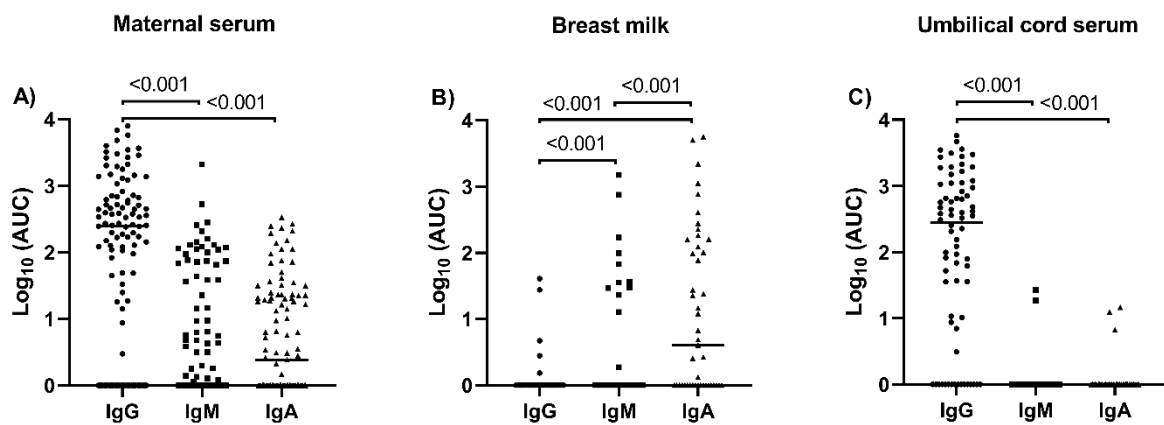 Maternal serum
Breast milk
Umbilical cord serum
A)
<0.001
<0.001
Log10 (AUC)
4
3
2
1
0
IgG
IgM
IgA
B)
<0.001
<0.001
<0.001
Log10 (AUC)
4
3
2
1
0
IgG
IgM
IgA
C)
<0.001
<0.001
Log10 (AUC)
4
3
2
1
0
IgG
IgM
IgA